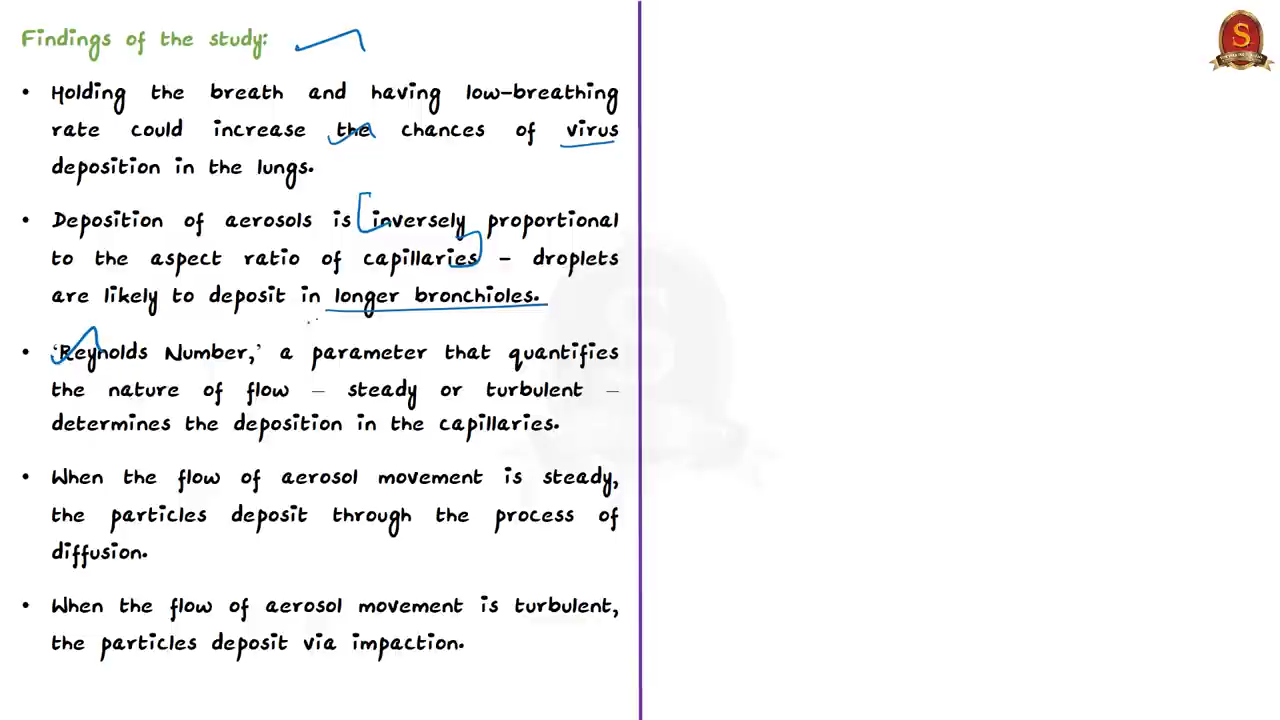 Findings of the study:
• Holding the breath and having low-breathing
rate could increase the chances of virus
deposition in the lungs.
• Deposition of aerosols is inversely proportional
to the aspect ratio of capillaries – droplets
are likely to deposit in longer bronchioles.
• ‘Reynolds Number,’ a parameter that quantifies
the nature of flow – steady or turbulent –
determines the deposition in the capillaries.
• When the flow of aerosol movement is steady,
the particles deposit through the process of
diffusion.
• When the flow of aerosol movement is turbulent,
the particles deposit via impaction.
S